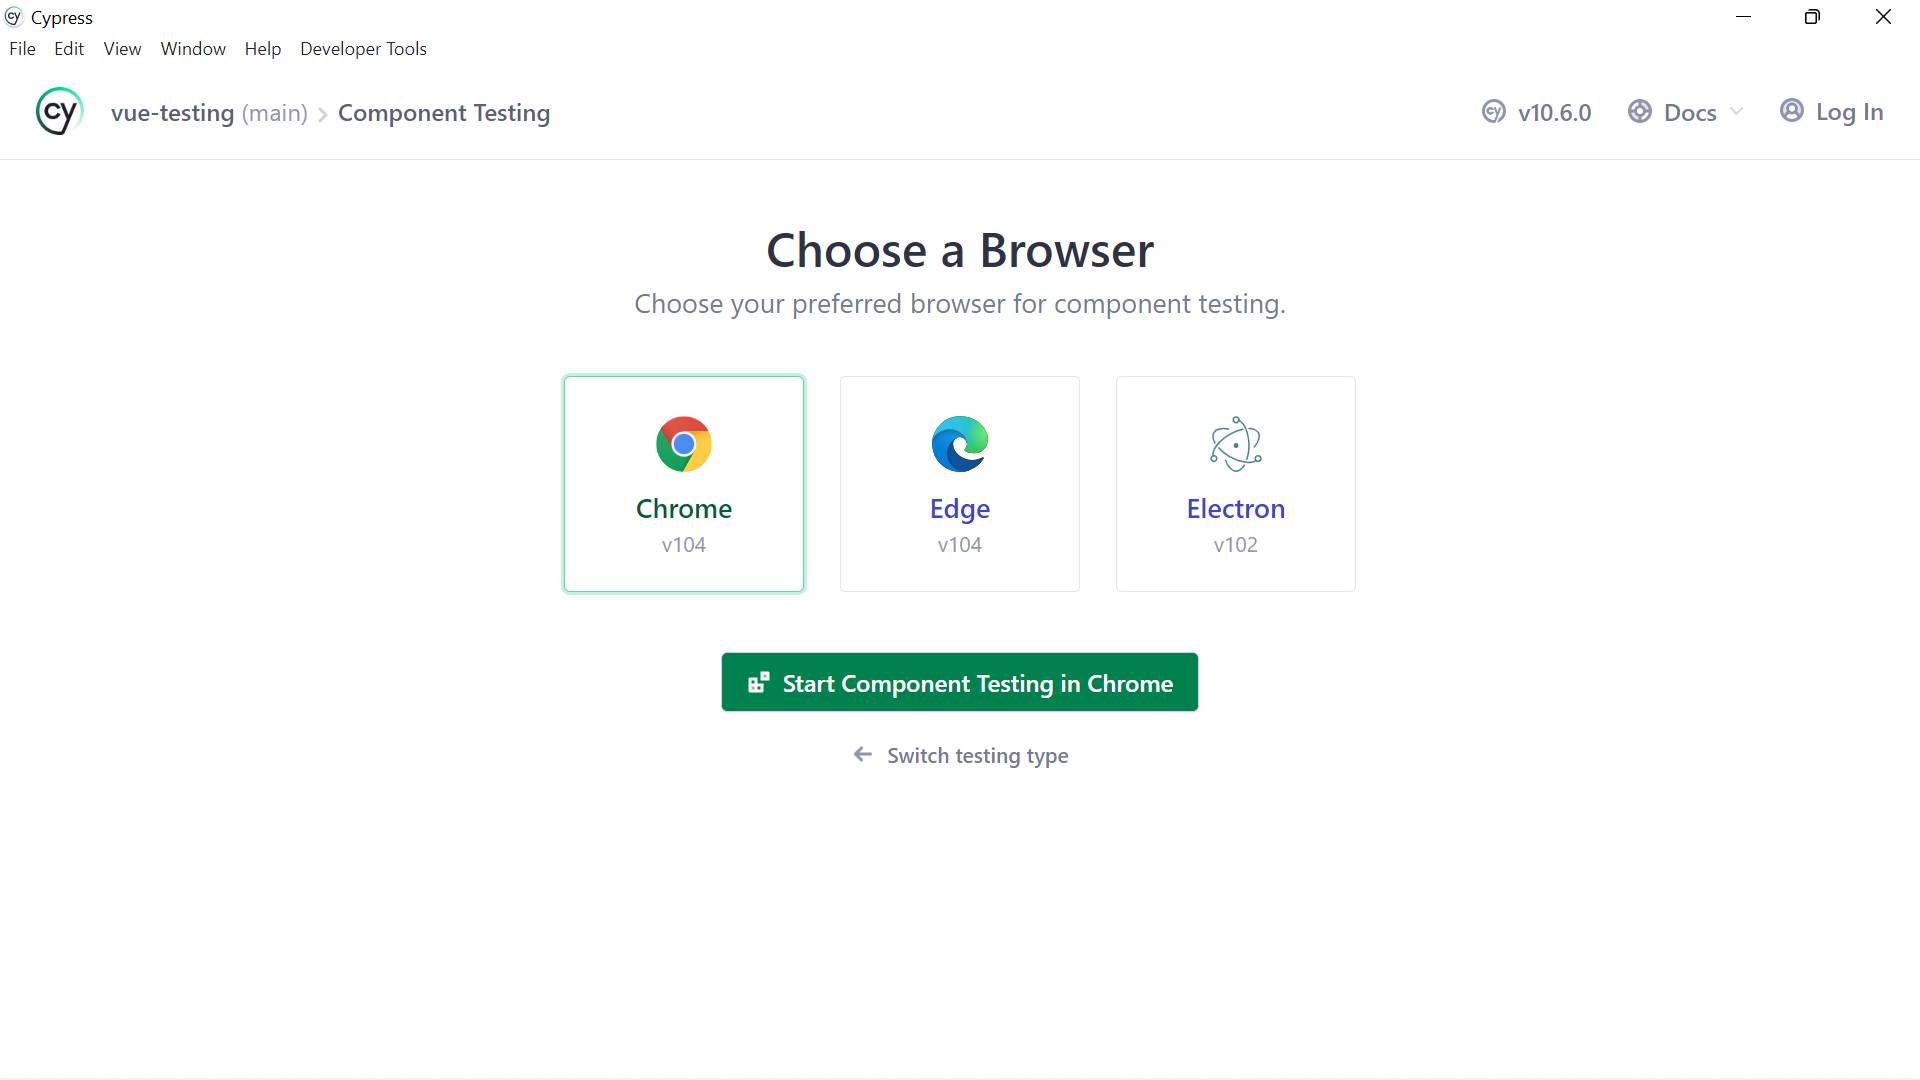 Cypress
File Edit View Window Help Developer Tools
cy vue-testing (main) > Component Testing v10.6.0 Docs Log In
Choose a Browser
Choose your preferred browser for component testing.
Chrome Edge Electron
v104 v104 v102
Start Component Testing in Chrome
← Switch testing type